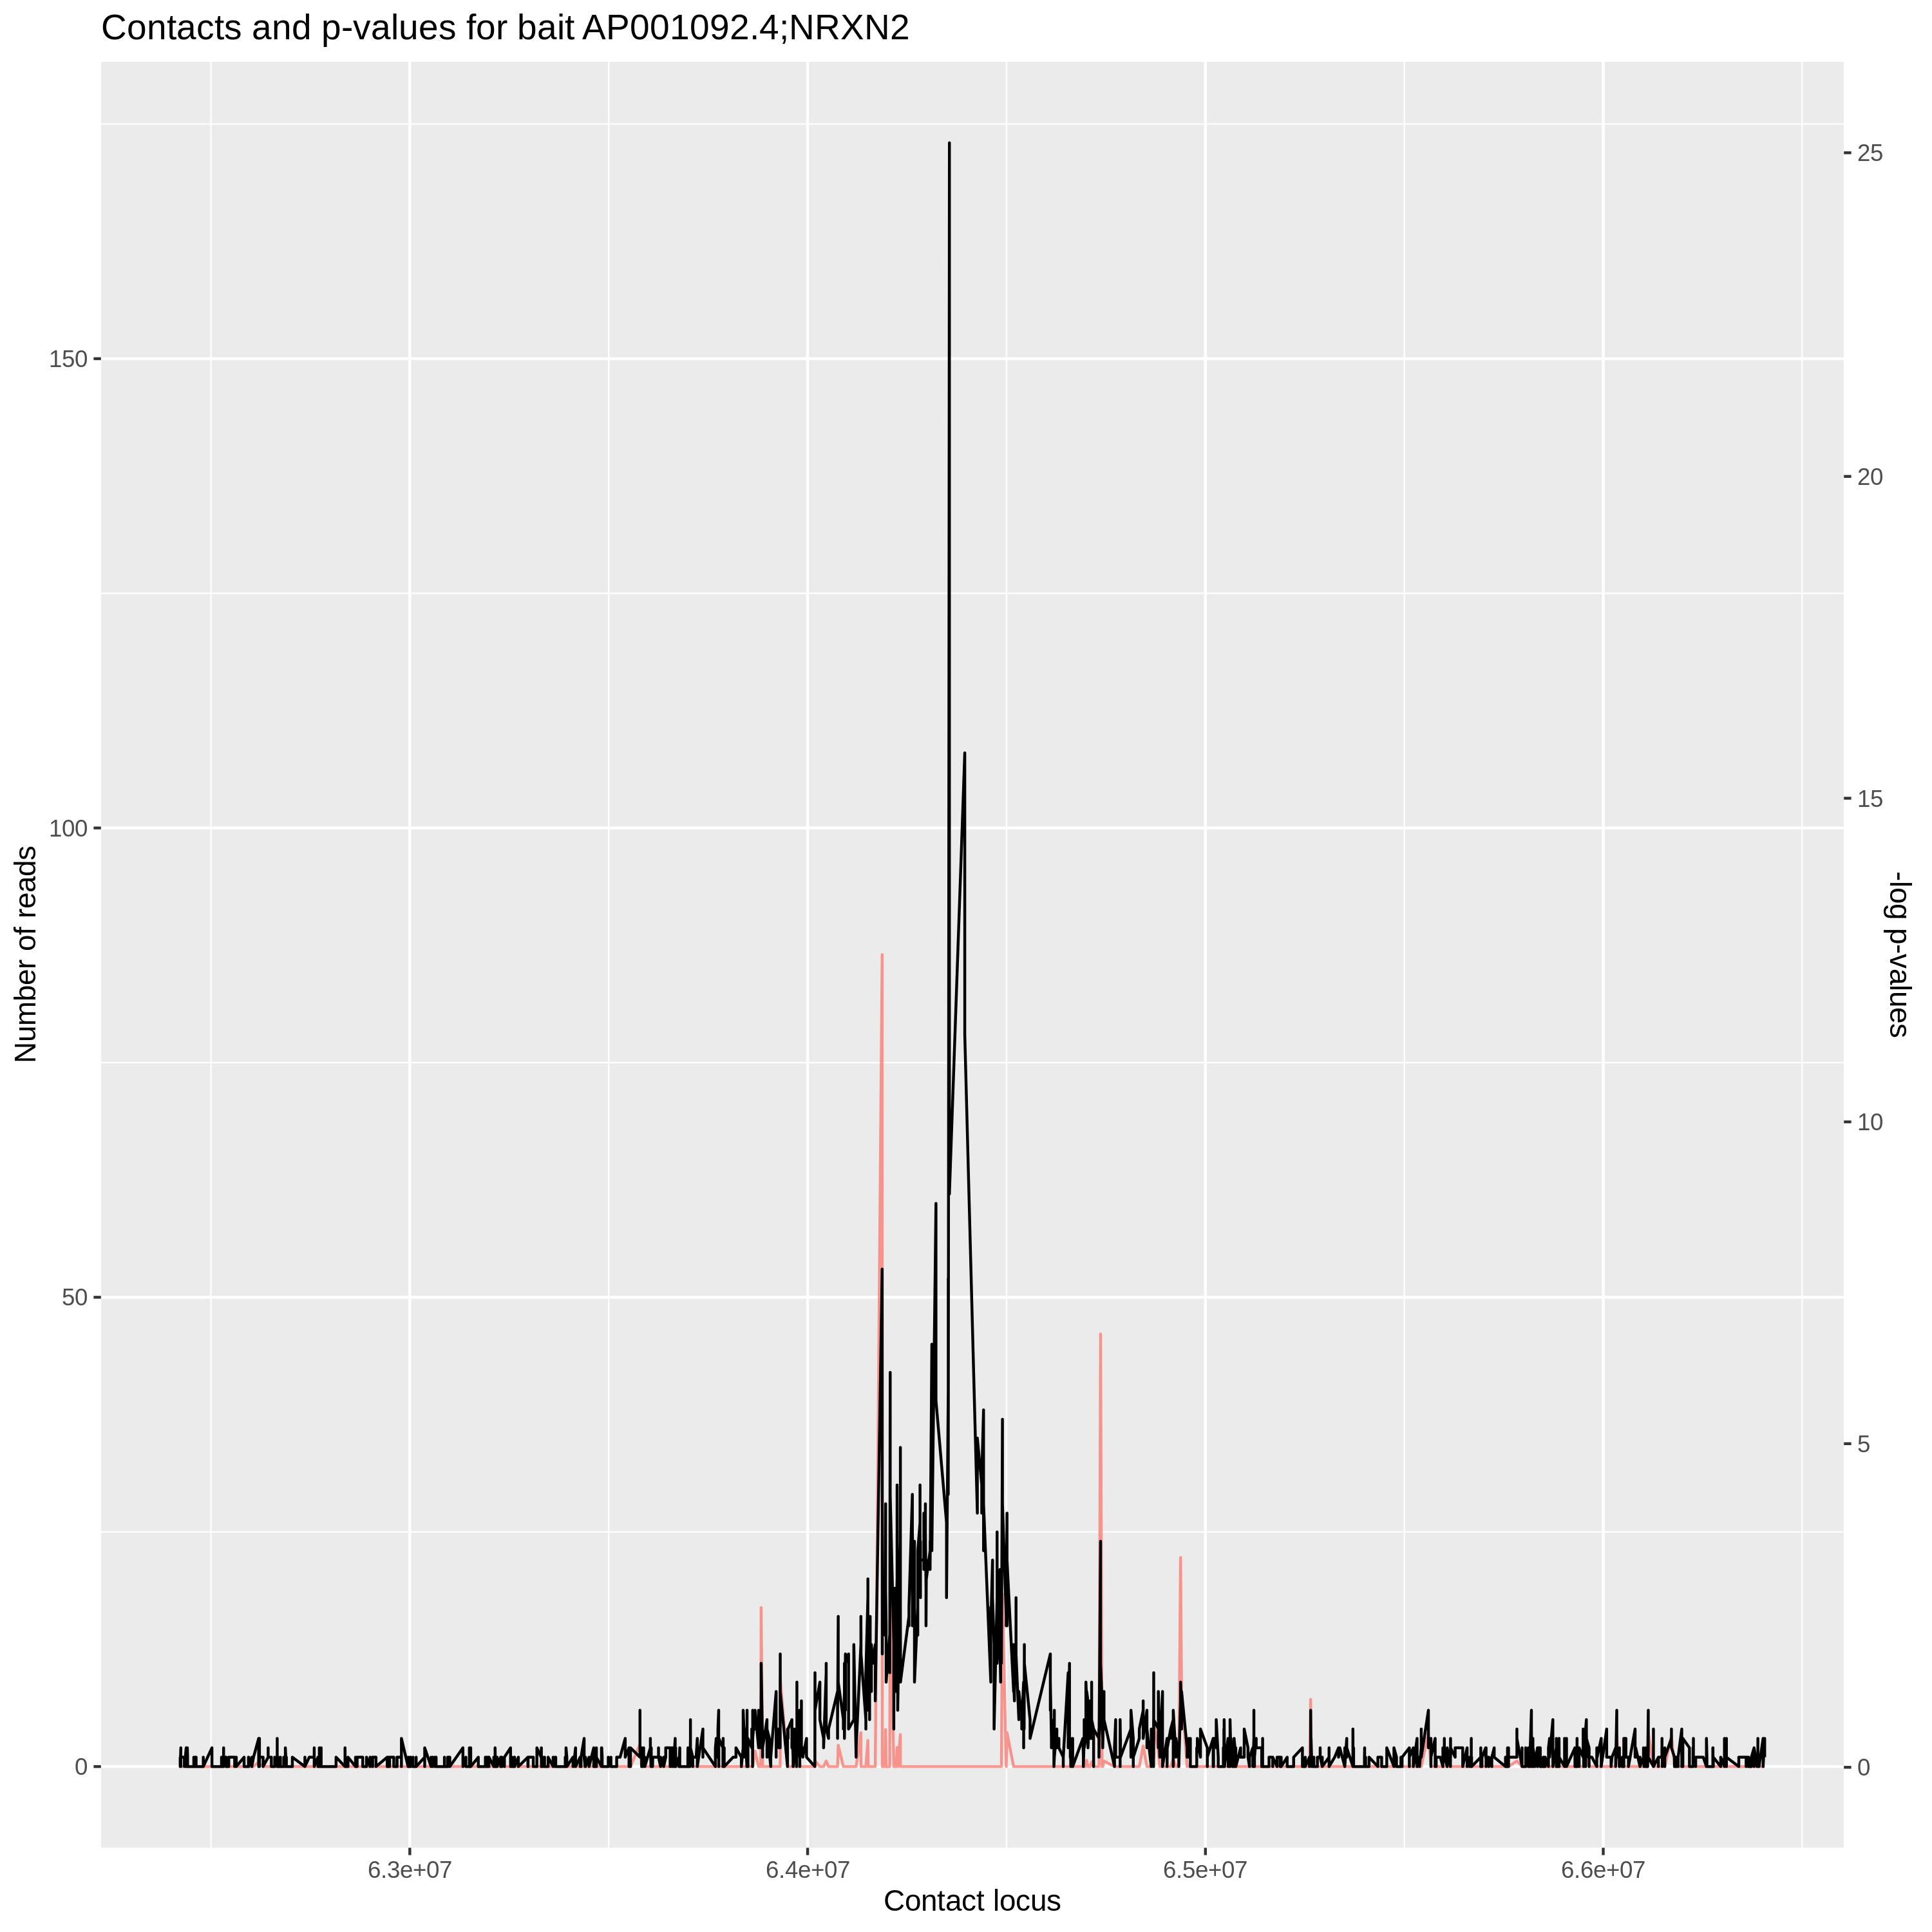 Contacts and p-values for bait AP001092.4;NRXN2
150
100
50
0
Number of reads
25
20
15
10
5
0
-log p-values
6.3e+07
6.4e+07
6.5e+07
6.6e+07
Contact locus